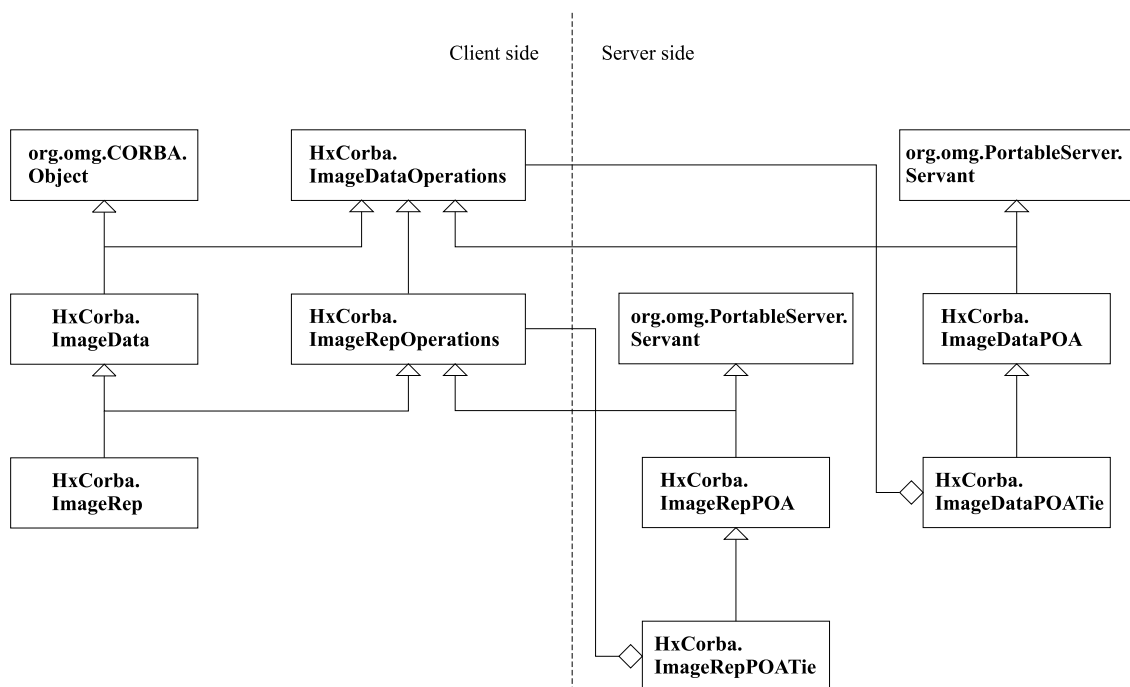 Client side
Server side
org.omg.CORBA.
Object
HxCorba.
ImageDataOperations
org.omg.PortableServer.
Servant
HxCorba.
ImageData
HxCorba.
ImageRepOperations
org.omg.PortableServer.
Servant
HxCorba.
ImageDataPOA
HxCorba.
ImageRep
HxCorba.
ImageRepPOA
HxCorba.
ImageDataPOATie
HxCorba.
ImageRepPOATie